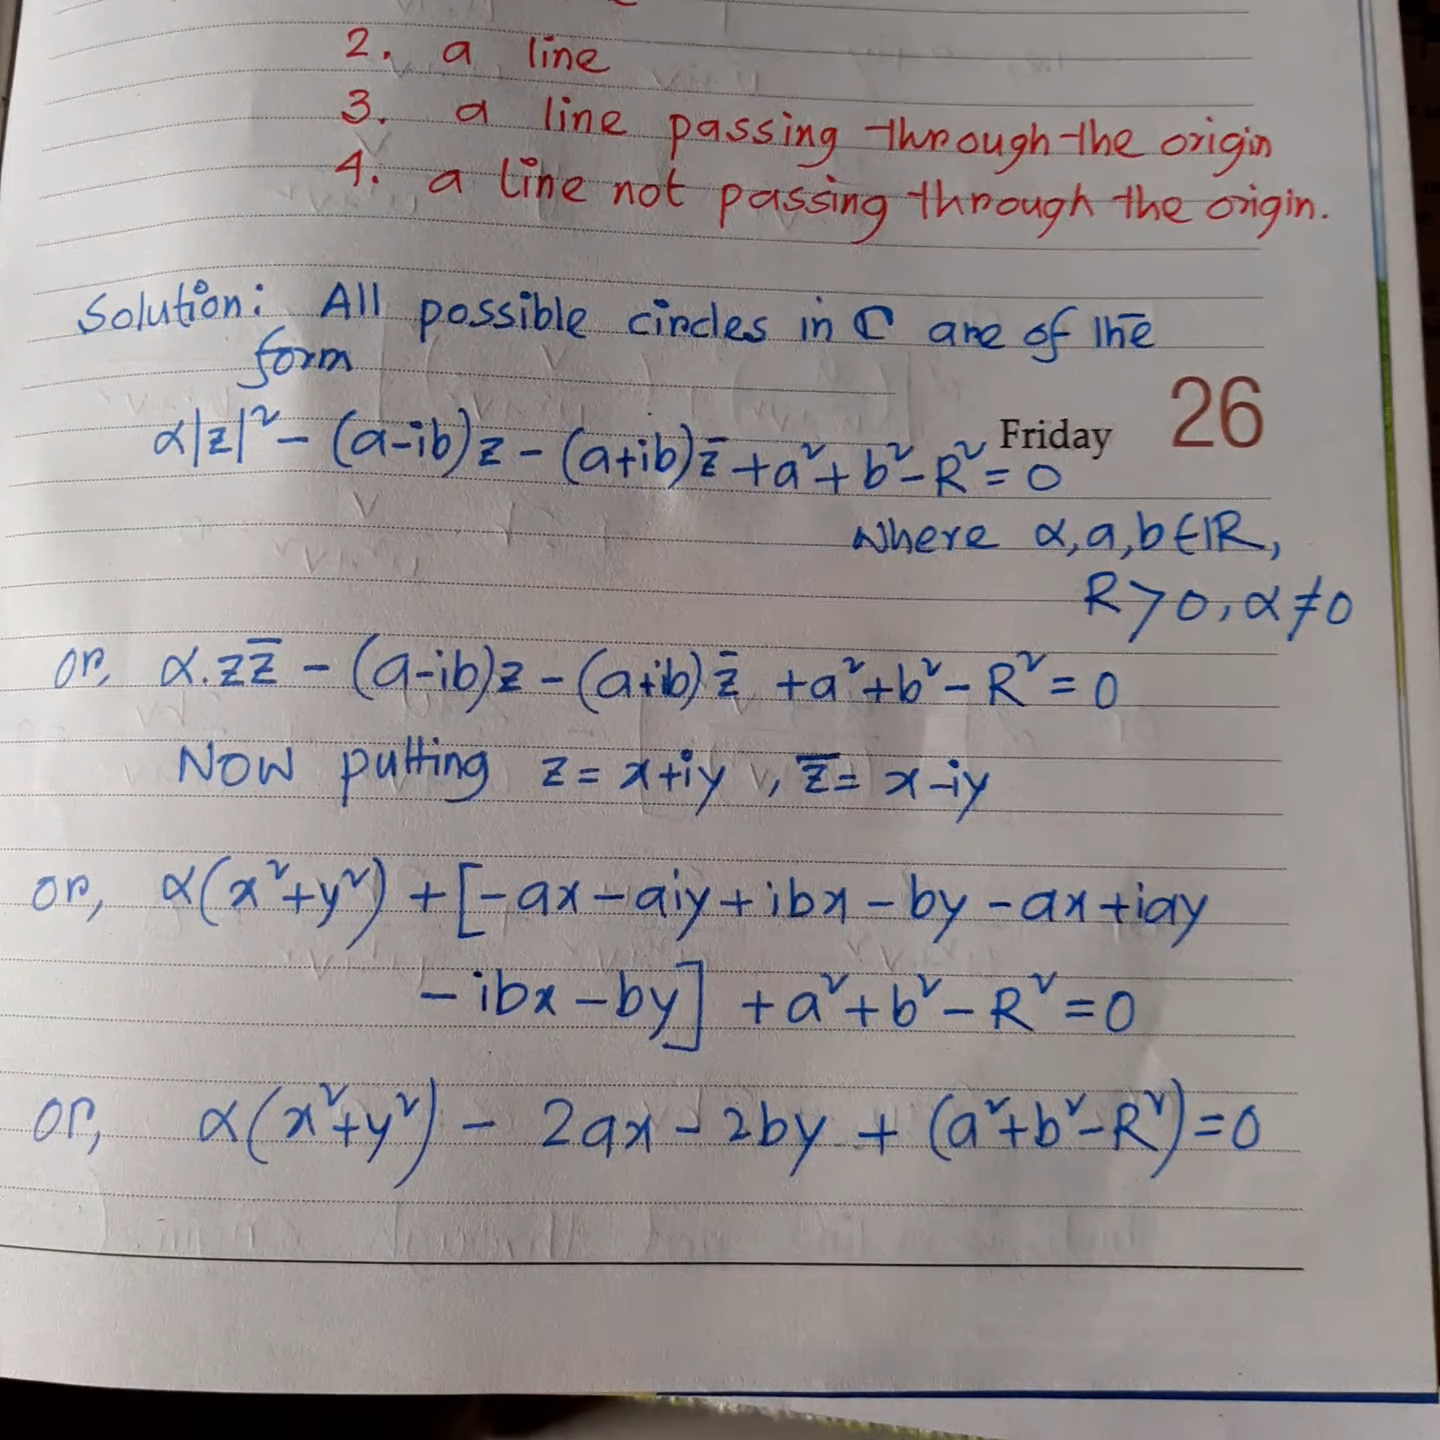 2. a line
3. a line passing through the origin
4. a line not passing through the origin.
Solution: All possible circles in ℂ are of the
form
Friday 26
α|z|² - (a-ib)z - (a+ib)z̄ + a² + b² - R² = 0
where α, a, b ∈ ℝ,
R > 0, α ≠ 0
or, α.zz̄ - (a-ib)z - (a+ib)z̄ + a² + b² - R² = 0
Now putting z = x+iy, z̄ = x-iy
or, α(x²+y²) + [-ax - aiy + ibx - by - ax + iay
- ibx - by] + a² + b² - R² = 0
or, α(x²+y²) - 2ax - 2by + (a²+b²-R²) = 0